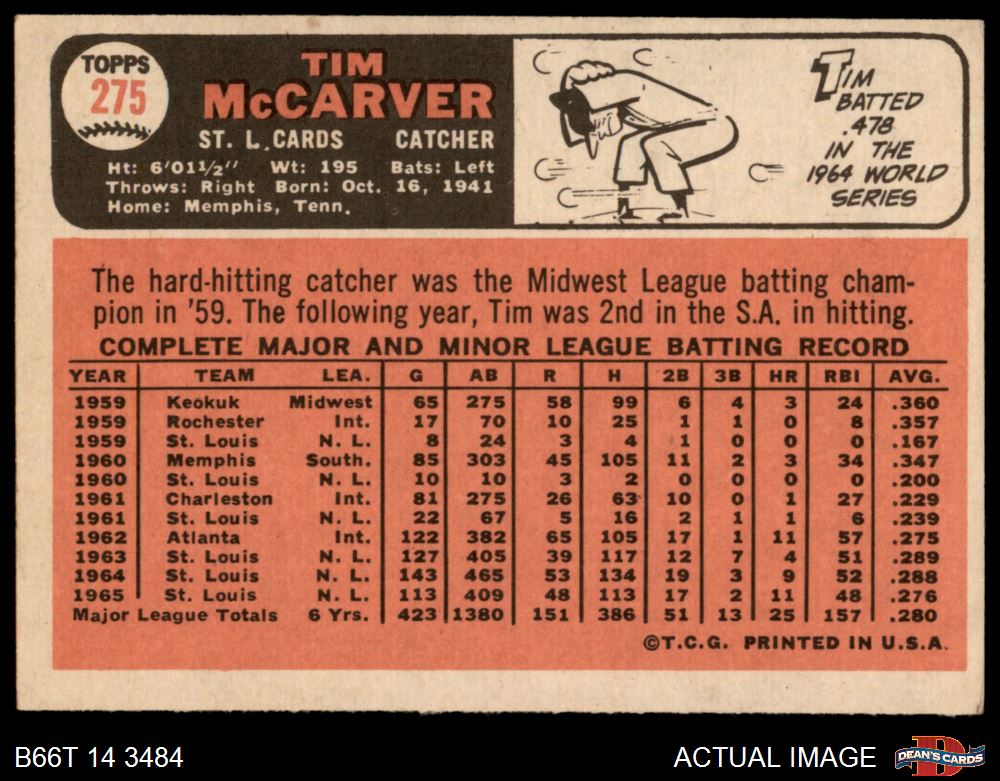 TOPPS
275
TIM
McCARVER
ST. L. CARDS CATCHER
Ht: 6'01½" Wt: 195 Bats: Left
Throws: Right Born: Oct. 16, 1941
Home: Memphis, Tenn.
TIM
BATTED
.478
IN THE
1964 WORLD
SERIES
The hard-hitting catcher was the Midwest League batting cham-
pion in '59. The following year, Tim was 2nd in the S.A. in hitting.
COMPLETE MAJOR AND MINOR LEAGUE BATTING RECORD
YEAR TEAM LEA. G AB R H 2B 3B HR RBI AVG.
1959 Keokuk Midwest 65 275 58 99 6 4 3 24 .360
1959 Rochester Int. 17 70 10 25 1 1 0 8 .357
1959 St. Louis N. L. 8 24 3 4 1 0 0 0 .167
1960 Memphis South. 85 303 45 105 11 2 3 34 .347
1960 St. Louis N. L. 10 10 3 2 0 0 0 0 .200
1961 Charleston Int. 81 275 26 63 10 0 1 27 .229
1961 St. Louis N. L. 22 67 5 16 2 1 1 6 .239
1962 Atlanta Int. 122 382 65 105 17 1 11 57 .275
1963 St. Louis N. L. 127 405 39 117 12 7 4 51 .289
1964 St. Louis N. L. 143 465 53 134 19 3 9 52 .288
1965 St. Louis N. L. 113 409 48 113 17 2 11 48 .276
Major League Totals 6 Yrs. 423 1380 151 386 51 13 25 157 .280
©T.C.G. PRINTED IN U.S.A.
B66T 14 3484
ACTUAL IMAGE
DEAN'S CARDS